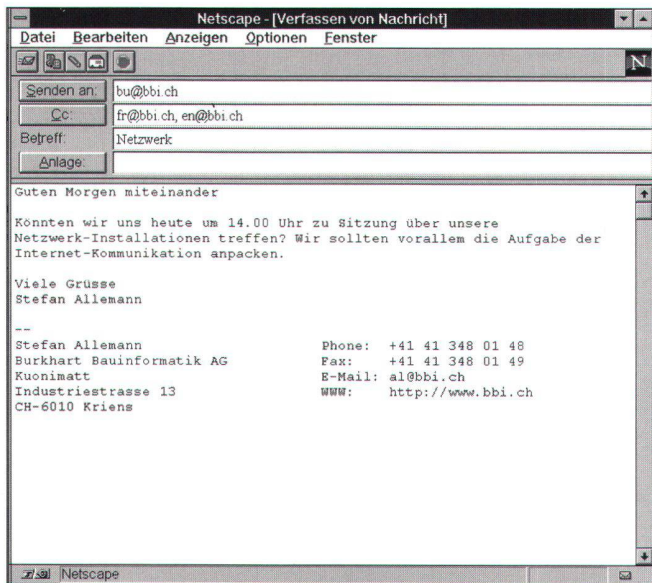 Netscape - [Verfassen von Nachricht]
Datei Bearbeiten Anzeigen Optionen Fenster
N
Senden an: bu@bbi.ch
Cc: fr@bbi.ch, en@bbi.ch
Betreff: Netzwerk
Anlage:
Guten Morgen miteinander
Könnten wir uns heute um 14.00 Uhr zu Sitzung über unsere
Netzwerk-Installationen treffen? Wir sollten vorallem die Aufgabe der
Internet-Kommunikation anpacken.
Viele Grüsse
Stefan Allemann
--
Stefan Allemann Phone: +41 41 348 01 48
Burkhart Bauinformatik AG Fax: +41 41 348 01 49
Kuonimatt E-Mail: al@bbi.ch
Industriestrasse 13 WWW: http://www.bbi.ch
CH-6010 Kriens
Netscape